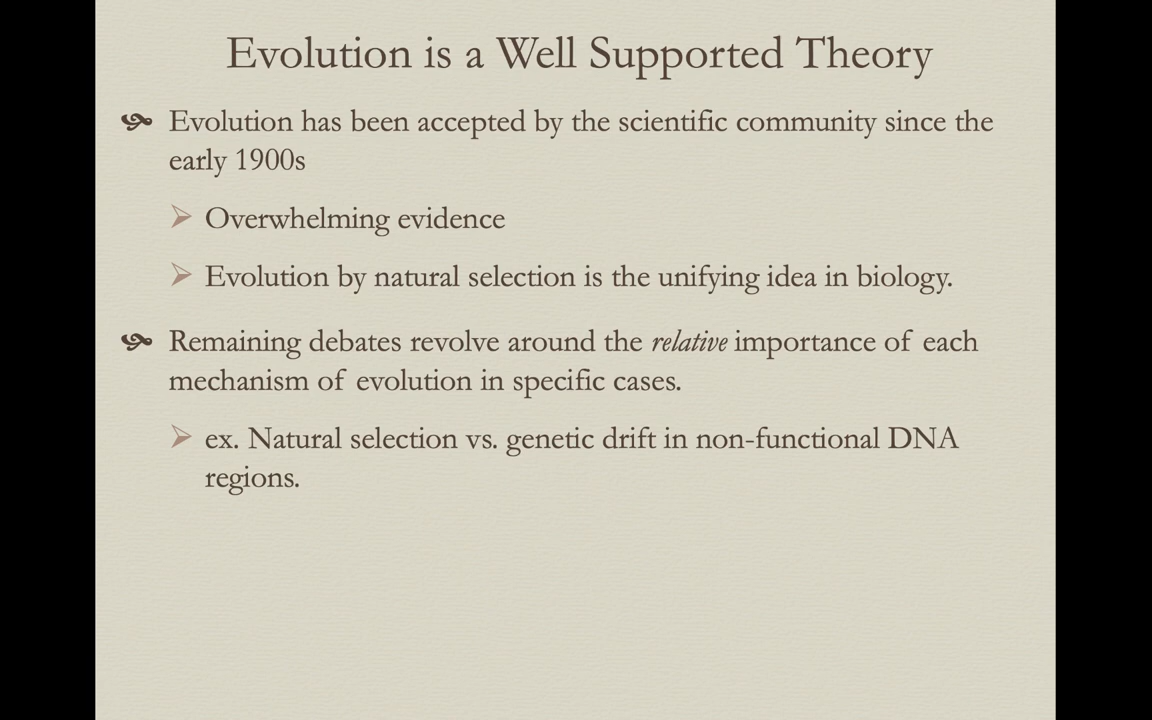 Evolution is a Well Supported Theory
Evolution has been accepted by the scientific community since the
early 1900s
Overwhelming evidence
Evolution by natural selection is the unifying idea in biology.
Remaining debates revolve around the relative importance of each
mechanism of evolution in specific cases.
ex. Natural selection vs. genetic drift in non-functional DNA
regions.